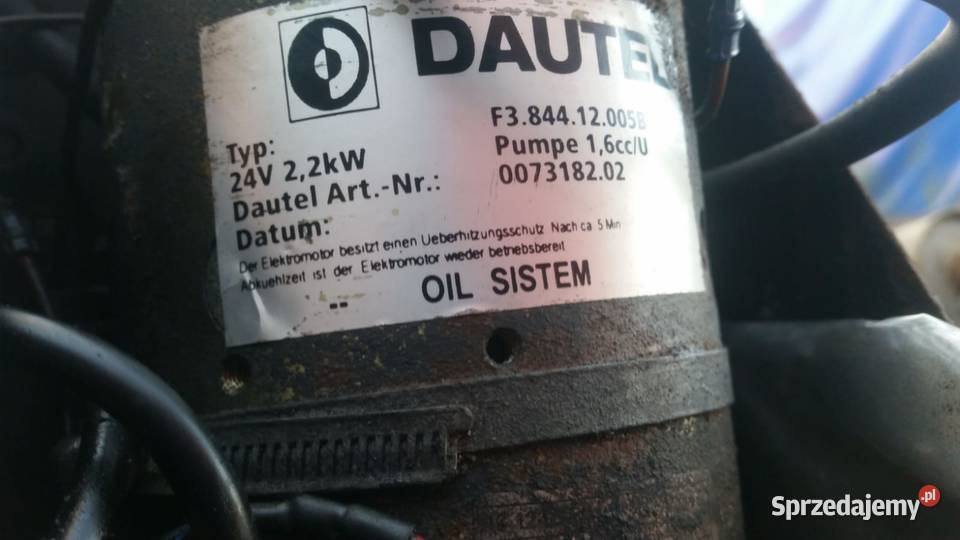 DAUTEL
Typ: F3.844.12.005B
24V 2,2kW Pumpe 1,6cc/U
Dautel Art.-Nr.: 0073182.02
Datum:
Der Elektromotor besitzt einen Ueberhitzungsschutz Nach ca 5 Min
Abkuehlzeit ist der Elektromotor wieder betriebsbereit
--
OIL SISTEM
Sprzedajemy.pl